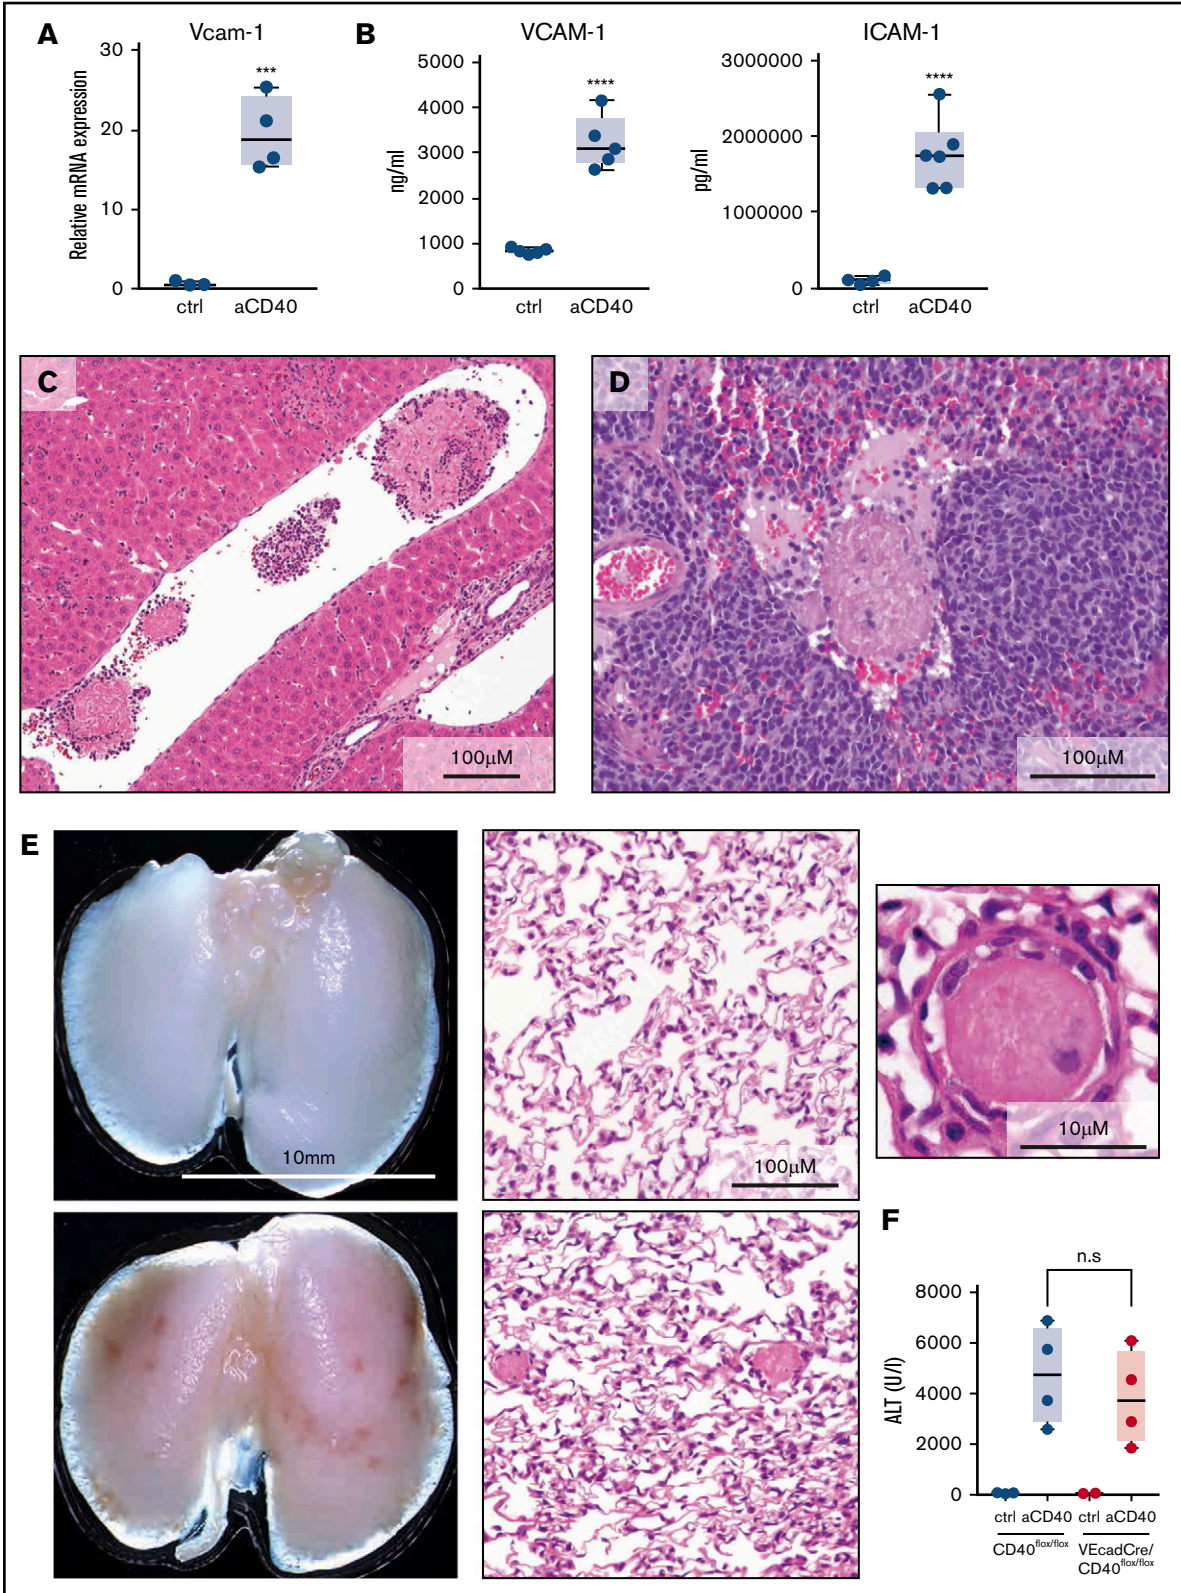 A
Vcam-1
Relative mRNA expression
30
20
10
0
***
ctrl
aCD40
B
VCAM-1
ng/ml
5000
4000
3000
2000
1000
0
****
ctrl
aCD40
ICAM-1
pg/ml
3000000
2000000
1000000
0
****
ctrl
aCD40
C
100μM
D
100μM
E
10mm
100μM
10μM
F
n.s
ALT (U/l)
8000
6000
4000
2000
0
ctrl aCD40 ctrl aCD40
CD40flox/flox
VEcadCre/
CD40flox/flox